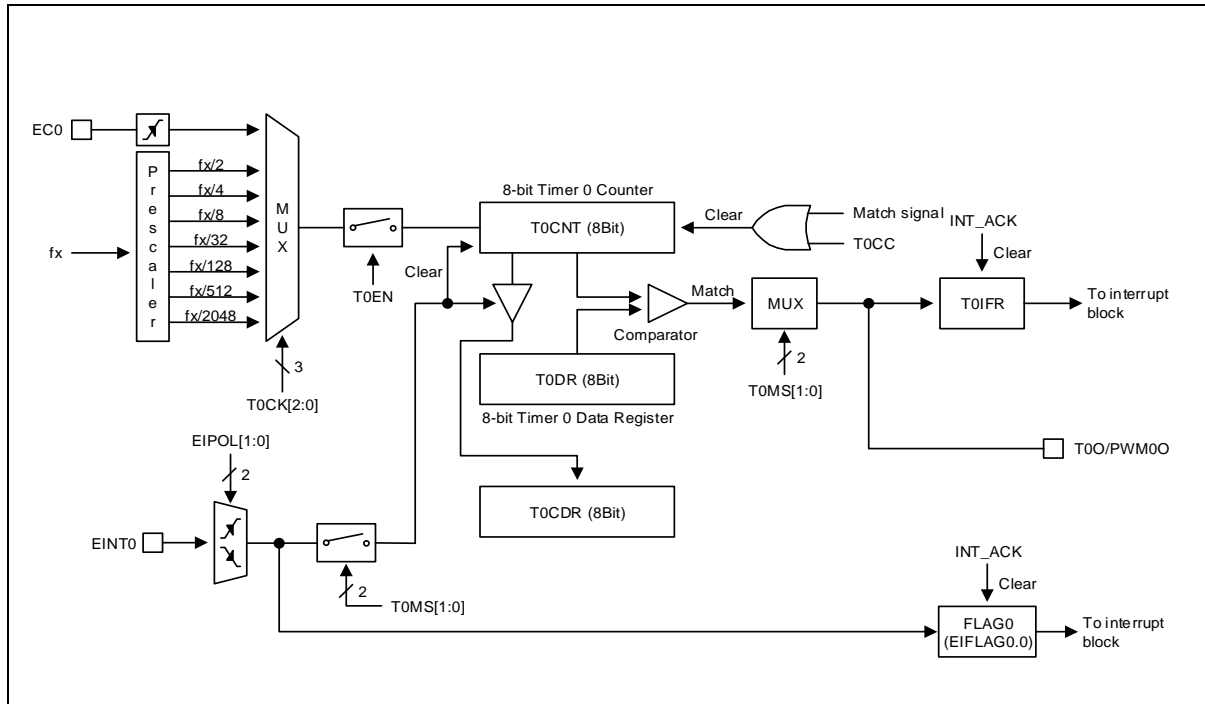 EC0
Prescaler
fx/2
fx/4
fx/8
fx/32
fx/128
fx/512
fx/2048
fx
MUX
3
T0CK[2:0]
T0EN
8-bit Timer 0 Counter
T0CNT (8Bit)
Clear
Clear
Match signal
T0CC
INT_ACK
Clear
Match
Comparator
MUX
2
T0MS[1:0]
T0IFR
To interrupt
block
T0DR (8Bit)
8-bit Timer 0 Data Register
T0O/PWM0O
T0CDR (8Bit)
EIPOL[1:0]
2
EINT0
2
T0MS[1:0]
INT_ACK
Clear
FLAG0
(EIFLAG0.0)
To interrupt
block